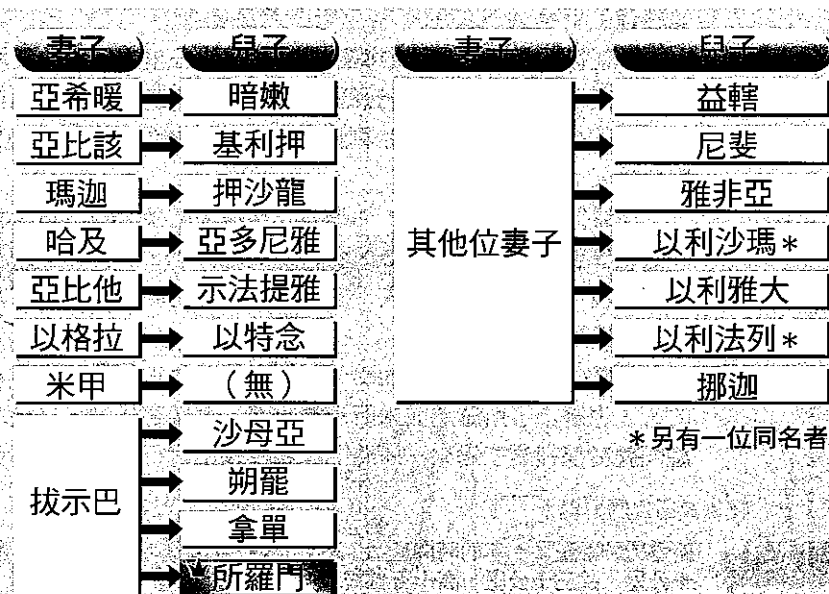 妻子 兒子
亞希暖 暗嫩
亞比該 基利押
瑪迦 押沙龍
哈及 亞多尼雅
亞比他 示法提雅
以格拉 以特念
米甲 （無）
拔示巴
沙母亞
朔罷
拿單
★所羅門
妻子 兒子
其他位妻子
益轄
尼斐
雅非亞
以利沙瑪*
以利雅大
以利法列*
挪迦
*另有一位同名者